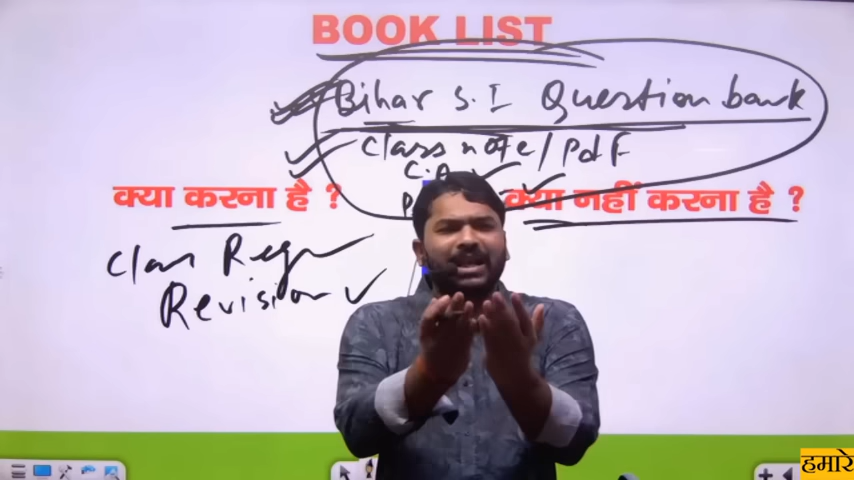 BOOK LIST
Bihar S.I Question bank
Class note/Pdf
C.A
क्या करना है ?
क्या नहीं करना है ?
Class Regu
Revision
हमारे